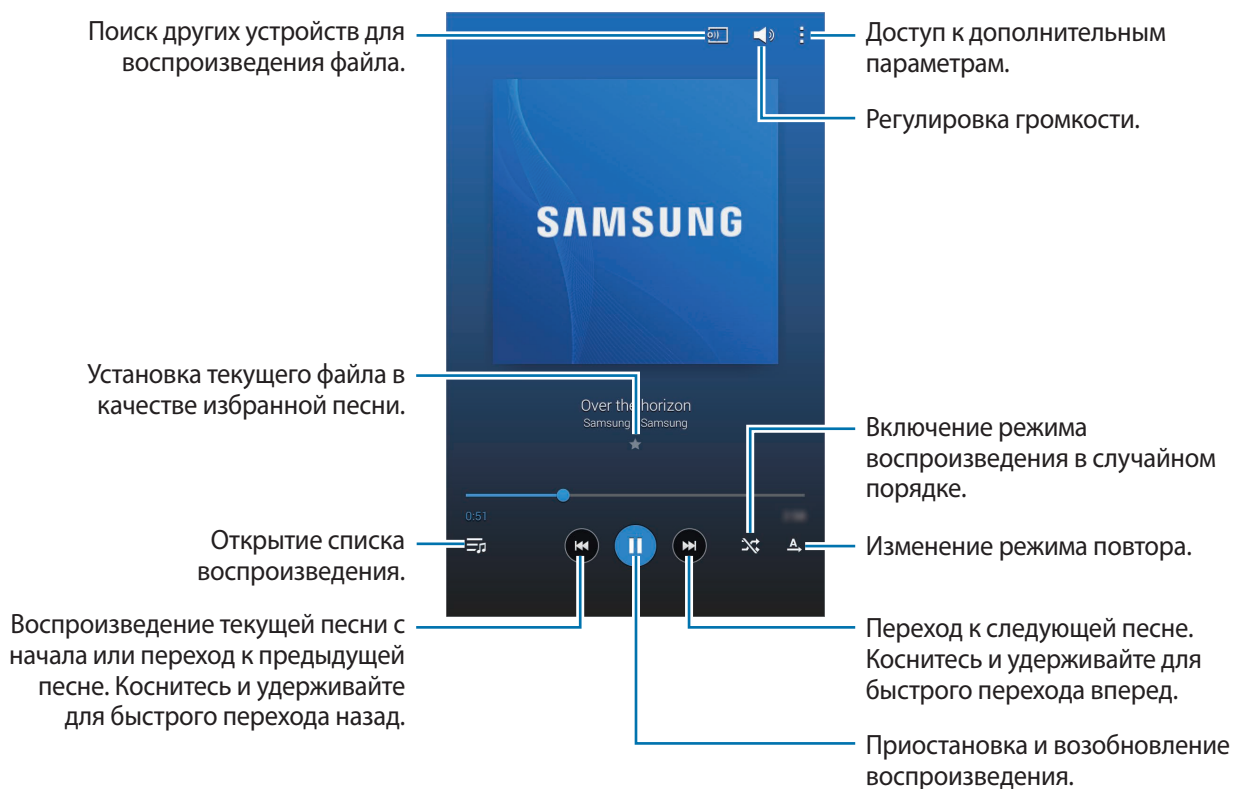 Поиск других устройств для
воспроизведения файла.
Доступ к дополнительным
параметрам.
Регулировка громкости.
SAMSUNG
Установка текущего файла в
качестве избранной песни.
Over the horizon
Samsung Samsung
Включение режима
воспроизведения в случайном
порядке.
0:51
Открытие списка
воспроизведения.
A
Изменение режима повтора.
Воспроизведение текущей песни с
начала или переход к предыдущей
песне. Коснитесь и удерживайте
для быстрого перехода назад.
Переход к следующей песне.
Коснитесь и удерживайте для
быстрого перехода вперед.
Приостановка и возобновление
воспроизведения.